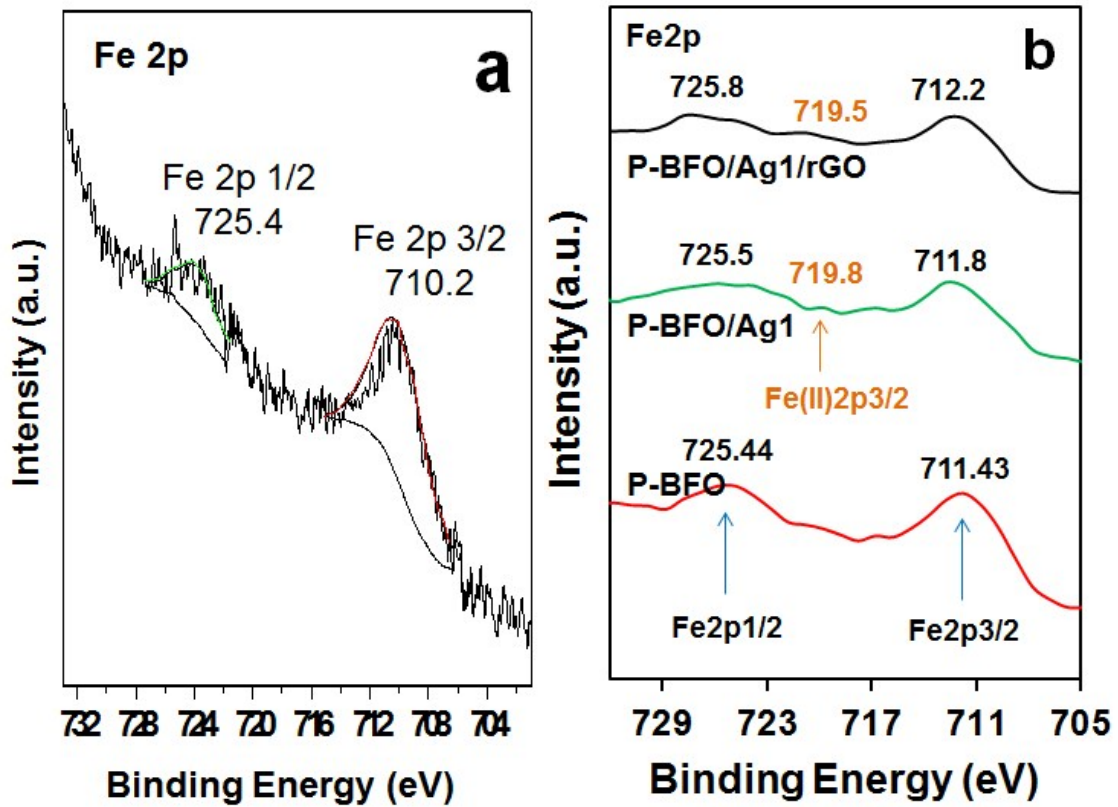 Fe 2p
a
Fe 2p 1/2
725.4
Fe 2p 3/2
710.2
Intensity (a.u.)
732 728 724 720 716 710 708 704
Binding Energy (eV)
Fe2p
b
725.8
719.5
712.2
P-BFO/Ag1/rGO
725.5
719.8
711.8
P-BFO/Ag1
Fe(II)2p3/2
725.44
711.43
P-BFO
Fe2p1/2
Fe2p3/2
Intensity (a.u.)
729 723 717 711 705
Binding Energy (eV)